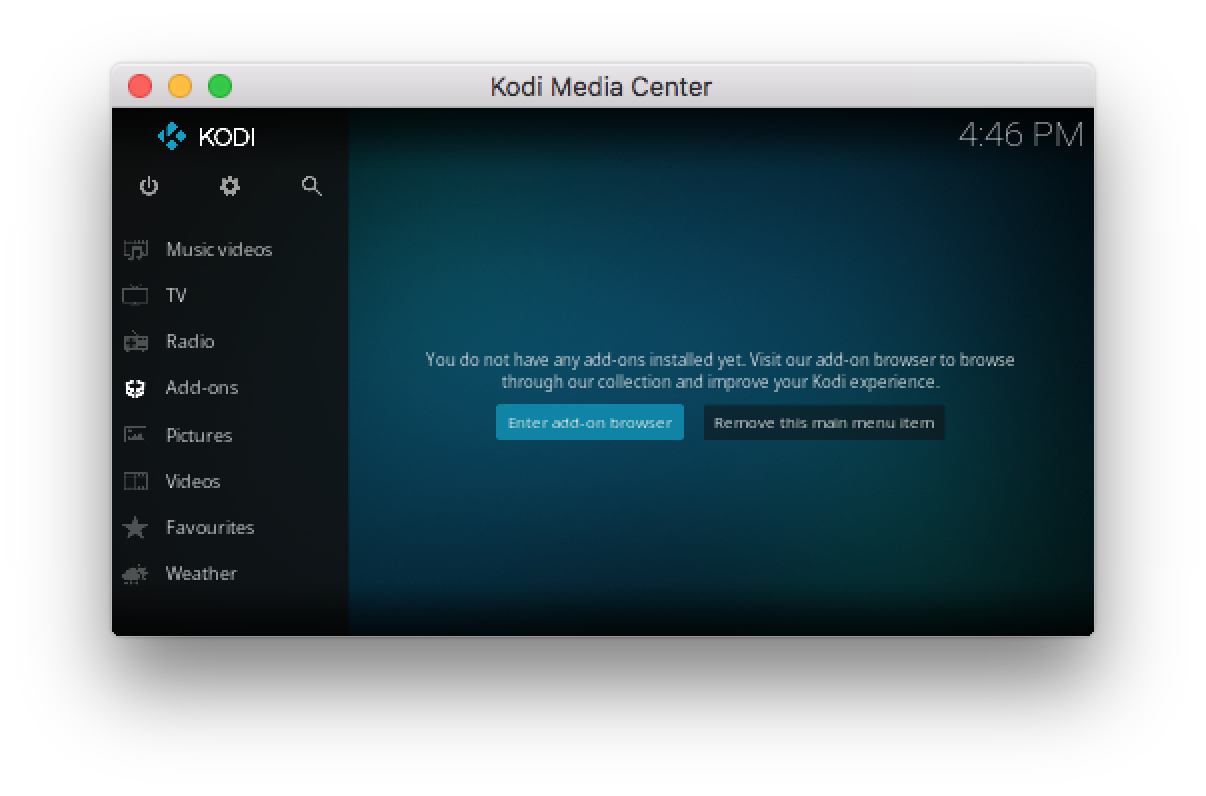 Kodi Media Center
KODI
4:46 PM
Music videos
TV
Radio
Add-ons
Pictures
Videos
Favourites
Weather
You do not have any add-ons installed yet. Visit our add-on browser to browse
through our collection and improve your Kodi experience.
Enter add-on browser
Remove this main menu item